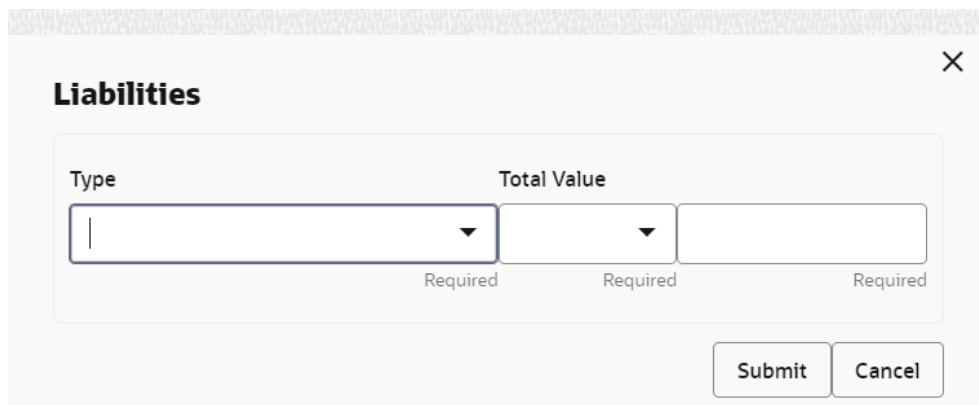 Liabilities
Type Total Value
Required Required Required
Submit Cancel